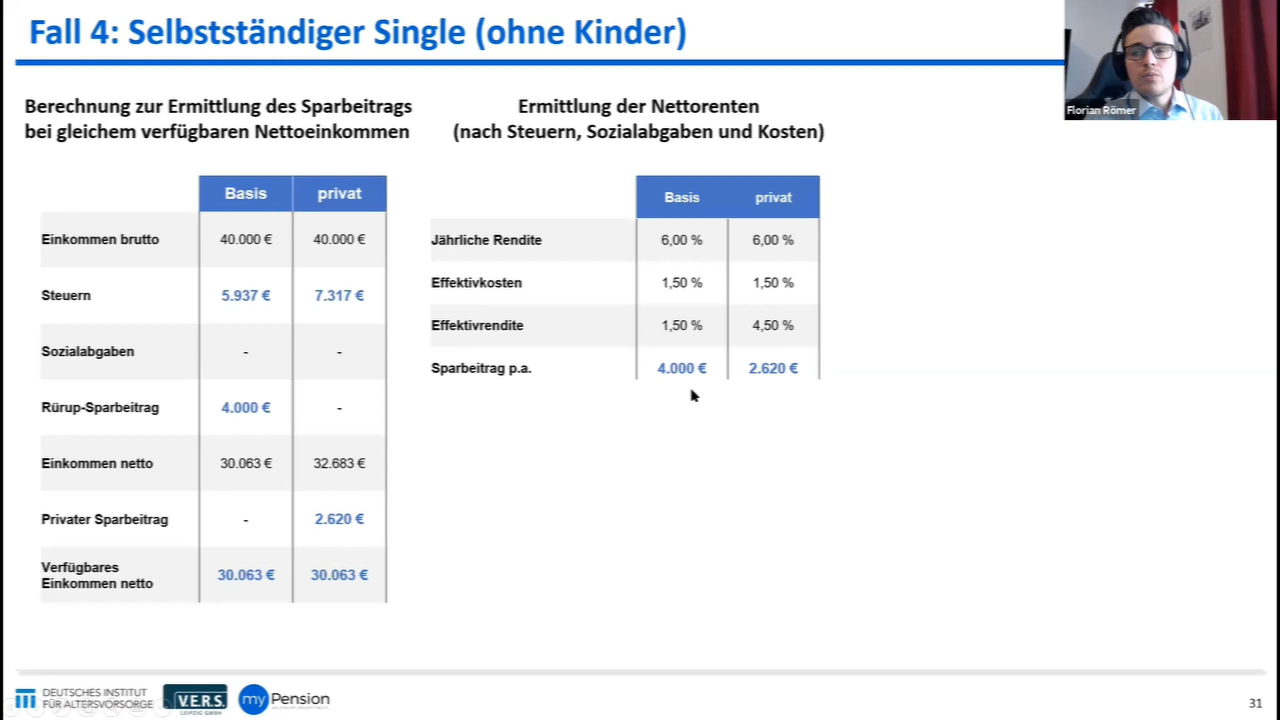 Fall 4: Selbstständiger Single (ohne Kinder)
Florian Römer
Berechnung zur Ermittlung des Sparbeitrags
bei gleichem verfügbaren Nettoeinkommen
Basis privat
Einkommen brutto 40.000 € 40.000 €
Steuern 5.937 € 7.317 €
Sozialabgaben - -
Rürup-Sparbeitrag 4.000 € -
Einkommen netto 30.063 € 32.683 €
Privater Sparbeitrag - 2.620 €
Verfügbares
Einkommen netto 30.063 € 30.063 €
Ermittlung der Nettorenten
(nach Steuern, Sozialabgaben und Kosten)
Basis privat
Jährliche Rendite 6,00 % 6,00 %
Effektivkosten 1,50 % 1,50 %
Effektivrendite 1,50 % 4,50 %
Sparbeitrag p.a. 4.000 € 2.620 €
DEUTSCHES INSTITUT
FÜR ALTERSVORSORGE
V.E.R.S.
LEIPZIG GMBH
myPension
31